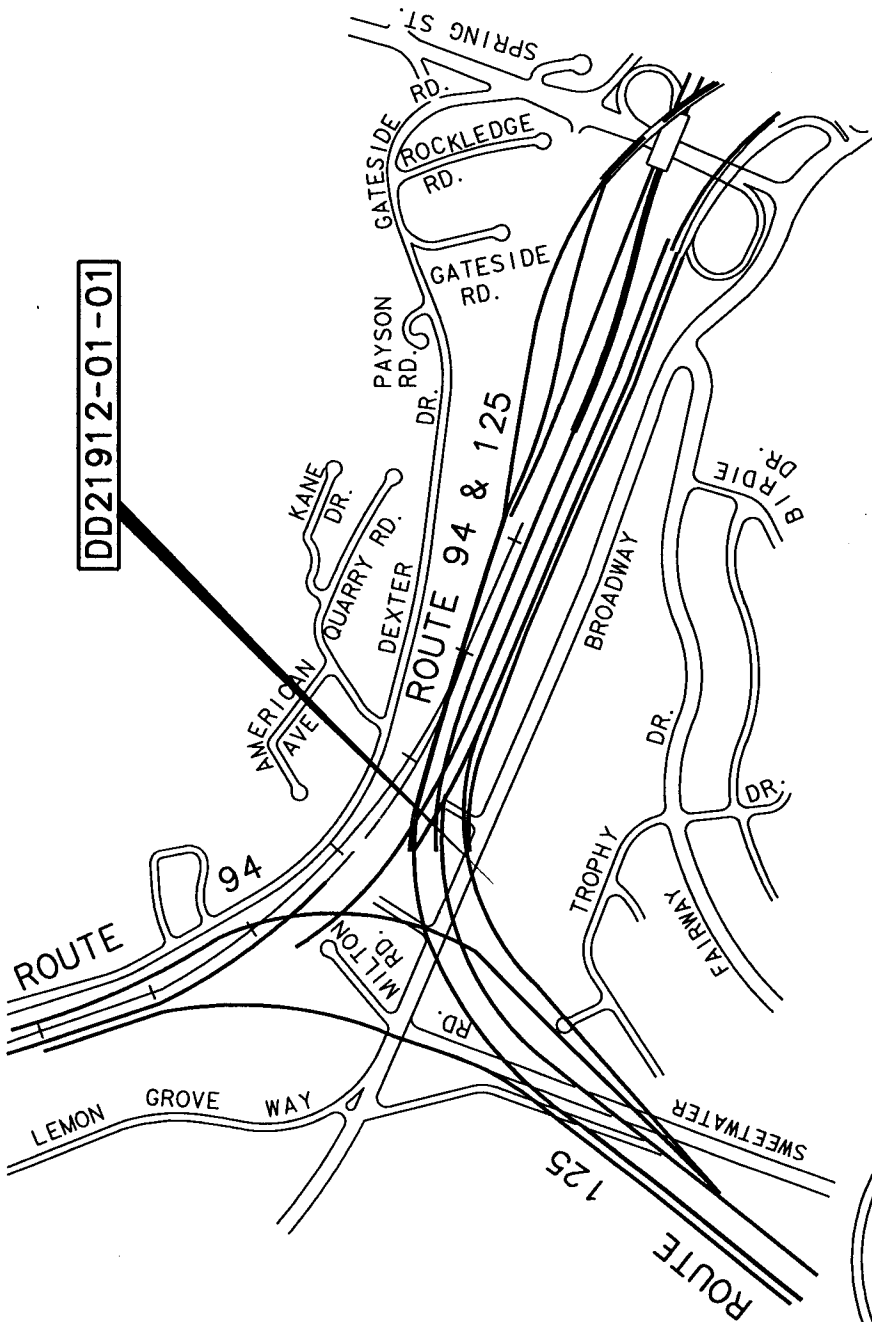 SPRING ST.
GATESIDE RD.
ROCKLEDGE
RD.
GATESIDE
RD.
DD21912-01-01
PAYSON
RD.
DEXTER DR.
KANE
DR.
QUARRY RD.
AMERICAN
AVE
ROUTE 94 & 125
BROADWAY
BIRDIE
DR.
ROUTE 94
MILTON
RD.
TROPHY DR.
FAIRWAY DR.
LEMON GROVE WAY
SWEETWATER RD.
ROUTE 125